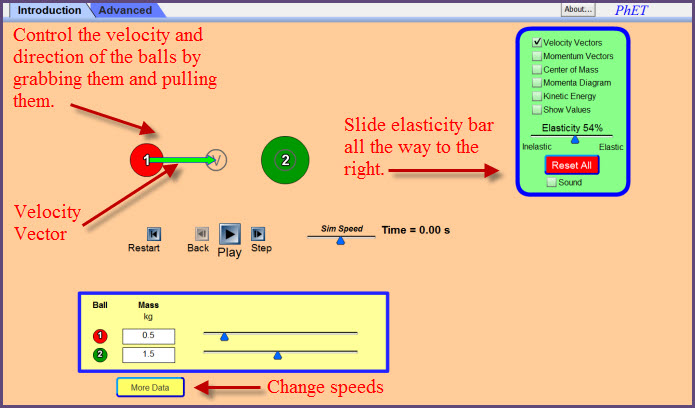 Introduction
Advanced
About...
PhET
Control the velocity and
direction of the balls by
grabbing them and pulling
them.
Velocity Vectors
Momentum Vectors
Center of Mass
Momenta Diagram
Kinetic Energy
Show Values
Elasticity 54%
Inelastic
Elastic
Reset All
Sound
Slide elasticity bar
all the way to the
right.
1
V
2
Velocity
Vector
Restart
Back
Play
Step
Sim Speed
Time = 0.00 s
Ball
Mass
kg
1
0.5
2
1.5
More Data
Change speeds